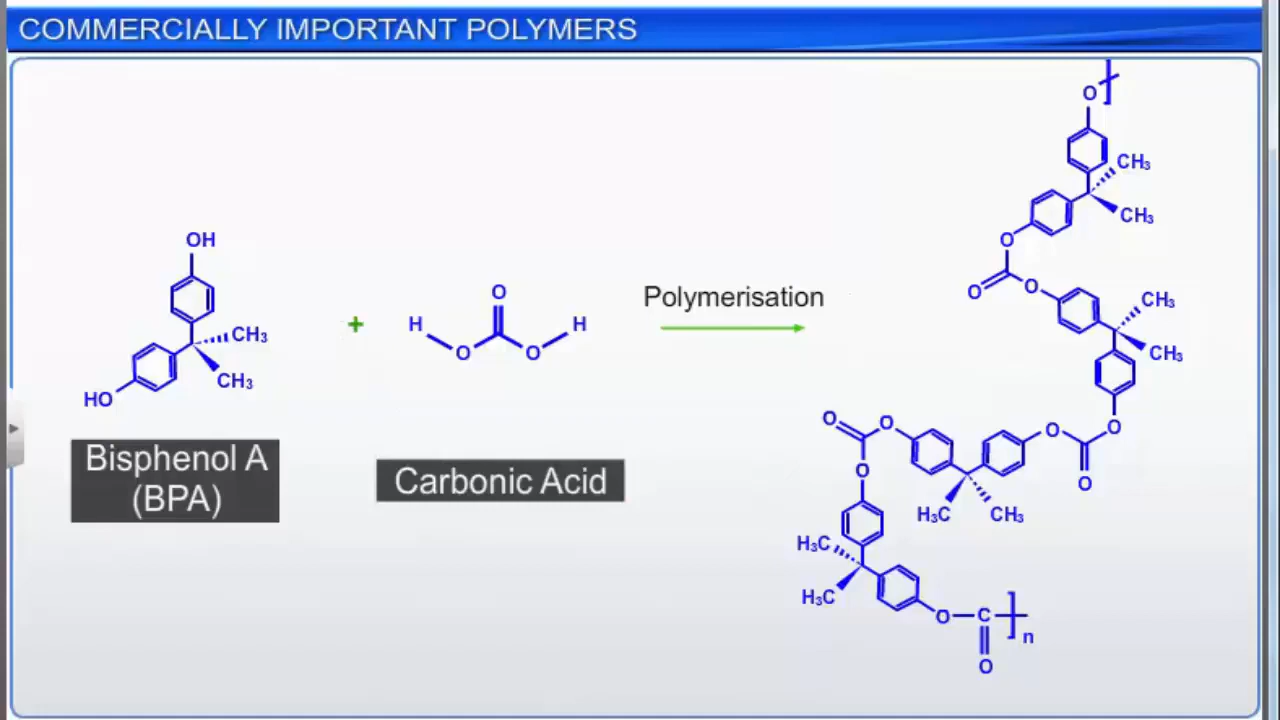 COMMERCIALLY IMPORTANT POLYMERS
OH
CH₃
CH₃
HO
Bisphenol A
(BPA)
+
O
H
H
O
O
Carbonic Acid
Polymerisation
O
CH₃
CH₃
O
O
O
CH₃
CH₃
O
O
O
O
O
O
H₃C
CH₃
H₃C
H₃C
O
C
n
O